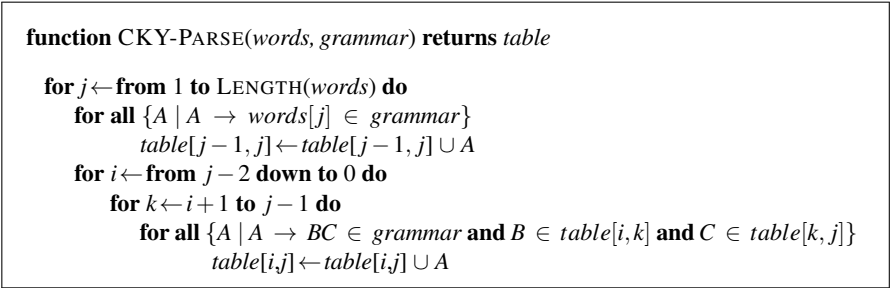 function CKY-PARSE(words, grammar) returns table
for j←from 1 to LENGTH(words) do
for all {A | A → words[j] ∈ grammar}
table[j−1, j]←table[j−1, j] ∪ A
for i←from j−2 down to 0 do
for k←i+1 to j−1 do
for all {A | A → BC ∈ grammar and B ∈ table[i,k] and C ∈ table[k, j]}
table[i,j]←table[i,j] ∪ A